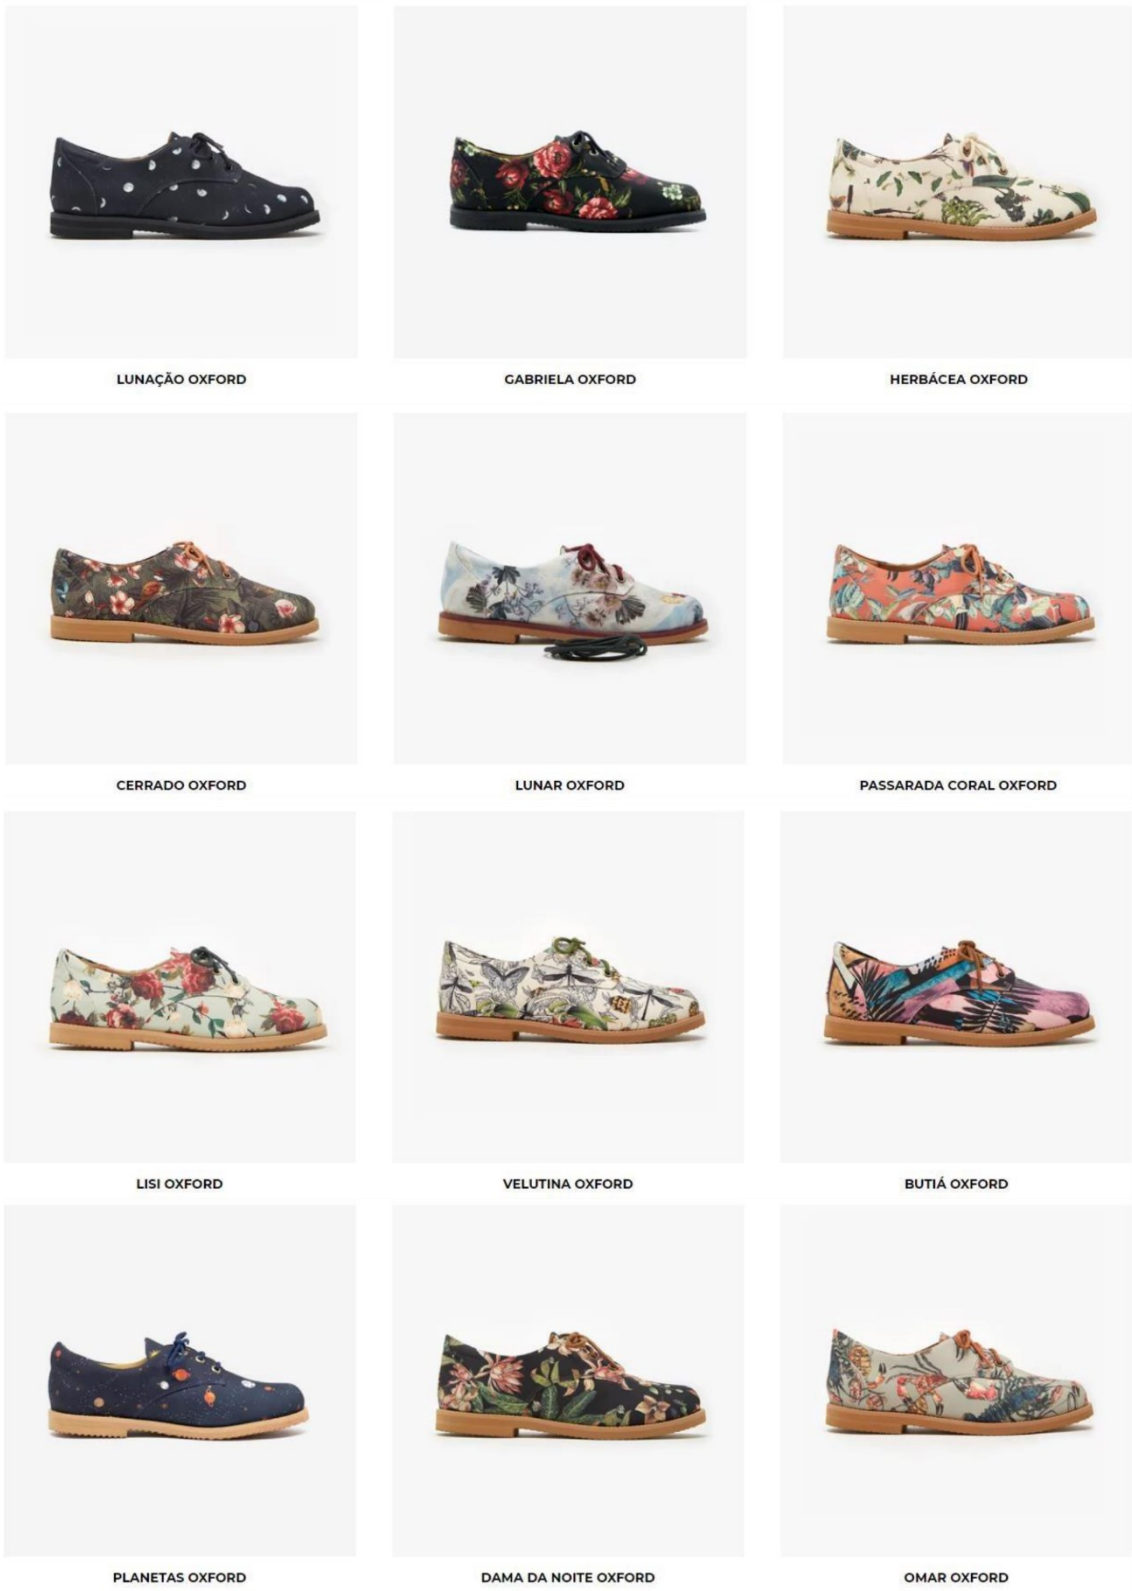 LUNAÇÃO OXFORD
GABRIELA OXFORD
HERBÁCEA OXFORD
CERRADO OXFORD
LUNAR OXFORD
PASSARADA CORAL OXFORD
LISI OXFORD
VELUTINA OXFORD
BUTIÁ OXFORD
PLANETAS OXFORD
DAMA DA NOITE OXFORD
OMAR OXFORD